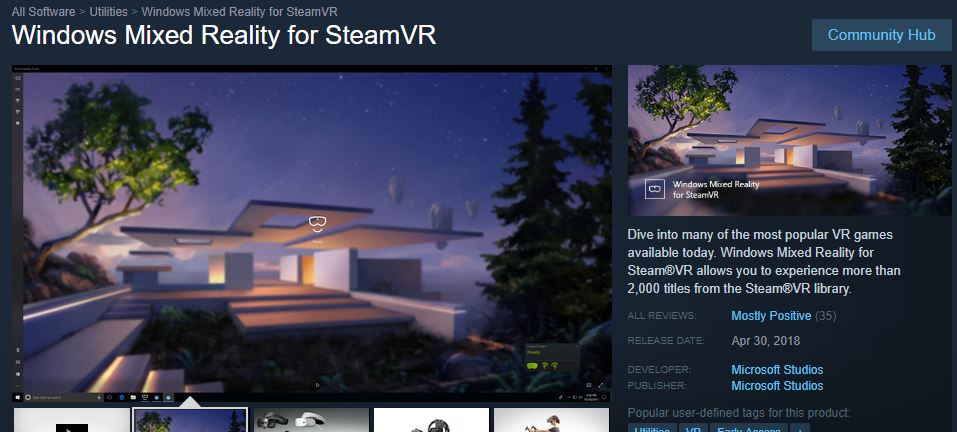 All Software > Utilities > Windows Mixed Reality for SteamVR
Windows Mixed Reality for SteamVR
Community Hub
Ready
Windows Mixed Reality
for SteamVR
Dive into many of the most popular VR games
available today. Windows Mixed Reality for
Steam®VR allows you to experience more than
2,000 titles from the Steam®VR library.
ALL REVIEWS: Mostly Positive (35)
RELEASE DATE: Apr 30, 2018
DEVELOPER: Microsoft Studios
PUBLISHER: Microsoft Studios
Popular user-defined tags for this product:
Utilities VR Early Access +